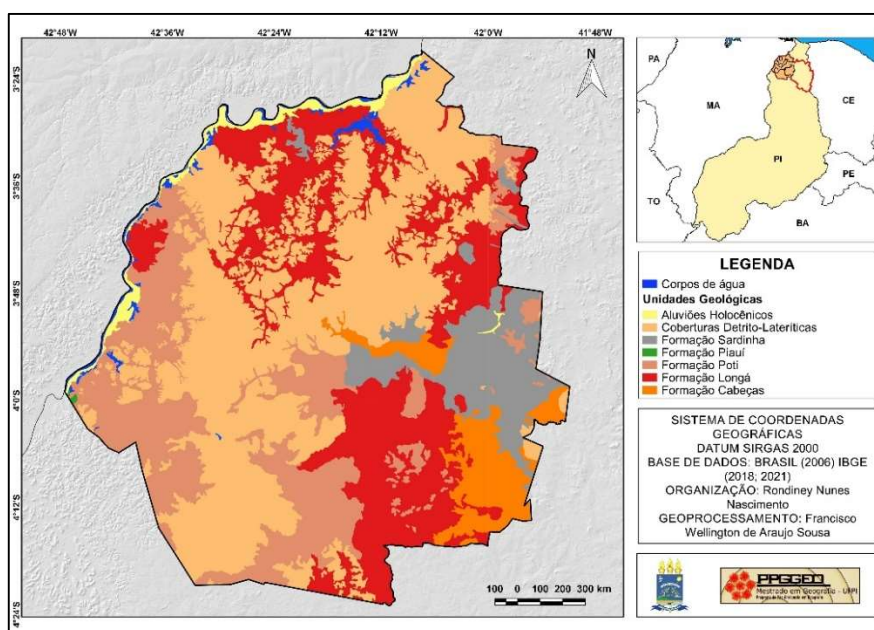 42°48'W 42°36'W 42°24'W 42°12'W 42°0'W 41°48'W
3°24'S
3°36'S
3°48'S
4°0'S
4°12'S
4°24'S
N
100 0 100 200 300 km
PA
MA
CE
PI
PE
TO
BA
LEGENDA
Corpos de água
Unidades Geológicas
Aluviões Holocênicos
Coberturas Detrito-Lateríticas
Formação Sardinha
Formação Piauí
Formação Poti
Formação Longá
Formação Cabeças
SISTEMA DE COORDENADAS
GEOGRÁFICAS
DATUM SIRGAS 2000
BASE DE DADOS: BRASIL (2006) IBGE
(2018; 2021)
ORGANIZAÇÃO: Rondiney Nunes
Nascimento
GEOPROCESSAMENTO: Francisco
Wellington de Araujo Sousa
PPGGEO
Mestrado em Geografia - UFPI